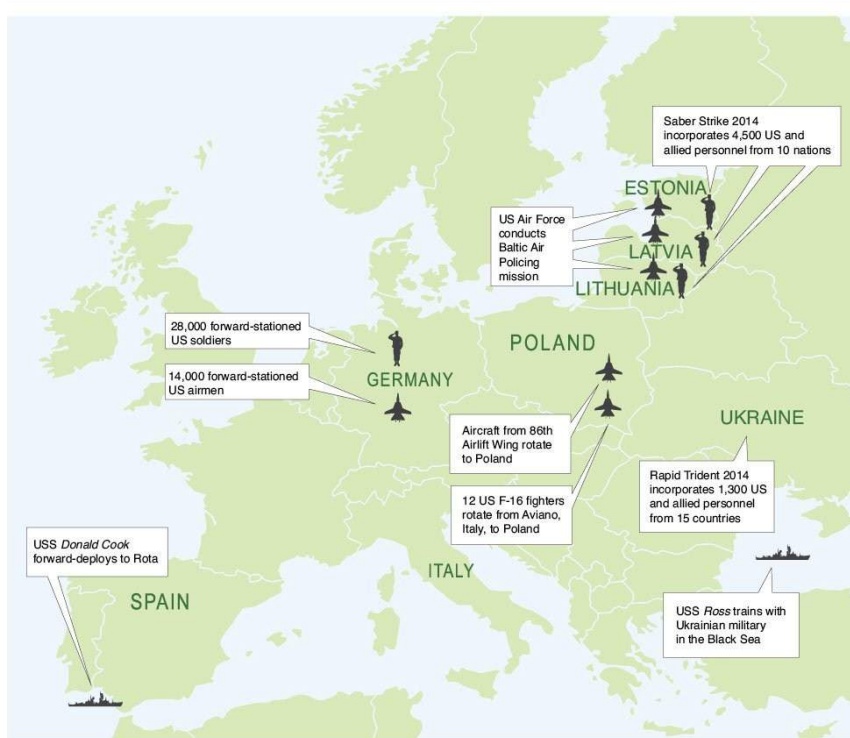 Saber Strike 2014
incorporates 4,500 US and
allied personnel from 10 nations
ESTONIA
US Air Force
conducts
Baltic Air
Policing
mission
LATVIA
LITHUANIA
28,000 forward-stationed
US soldiers
POLAND
14,000 forward-stationed
US airmen
GERMANY
Aircraft from 86th
Airlift Wing rotate
to Poland
UKRAINE
Rapid Trident 2014
incorporates 1,300 US
and allied personnel
from 15 countries
12 US F-16 fighters
rotate from Aviano,
Italy, to Poland
USS Donald Cook
forward-deploys to Rota
ITALY
SPAIN
USS Ross trains with
Ukrainian military
in the Black Sea